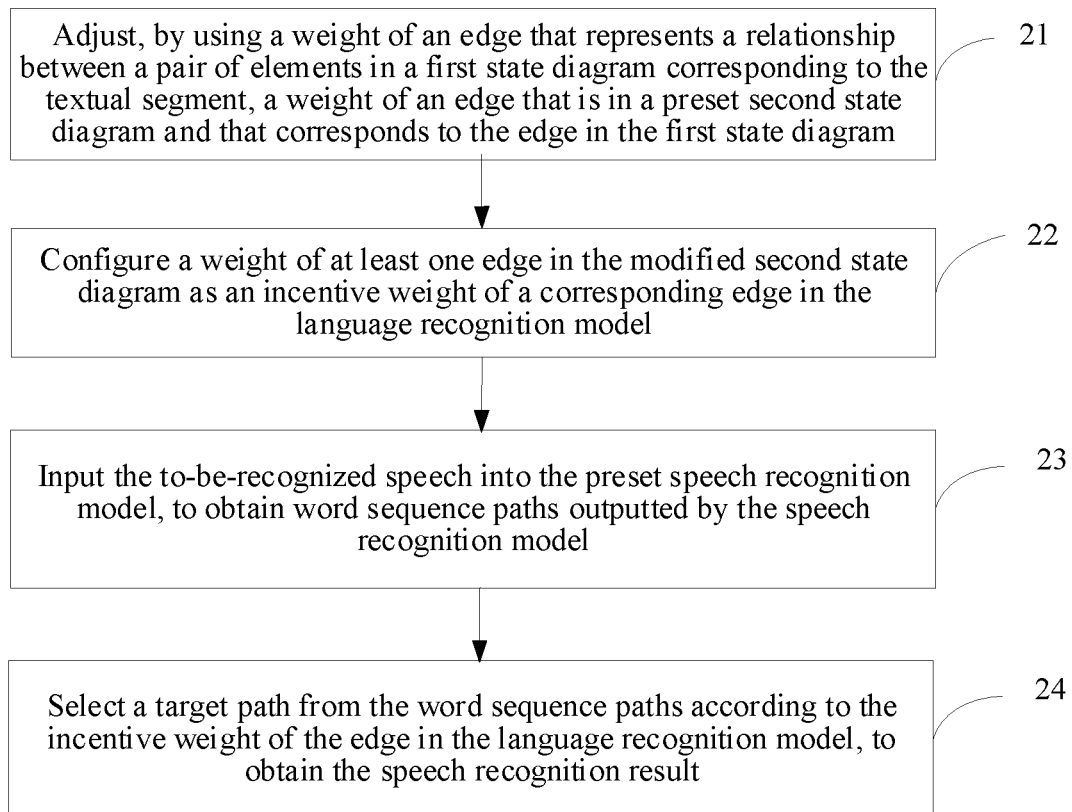 Adjust, by using a weight of an edge that represents a relationship
between a pair of elements in a first state diagram corresponding to the
textual segment, a weight of an edge that is in a preset second state
diagram and that corresponds to the edge in the first state diagram
21
Configure a weight of at least one edge in the modified second state
diagram as an incentive weight of a corresponding edge in the
language recognition model
22
Input the to-be-recognized speech into the preset speech recognition
model, to obtain word sequence paths outputted by the speech
recognition model
23
Select a target path from the word sequence paths according to the
incentive weight of the edge in the language recognition model, to
obtain the speech recognition result
24